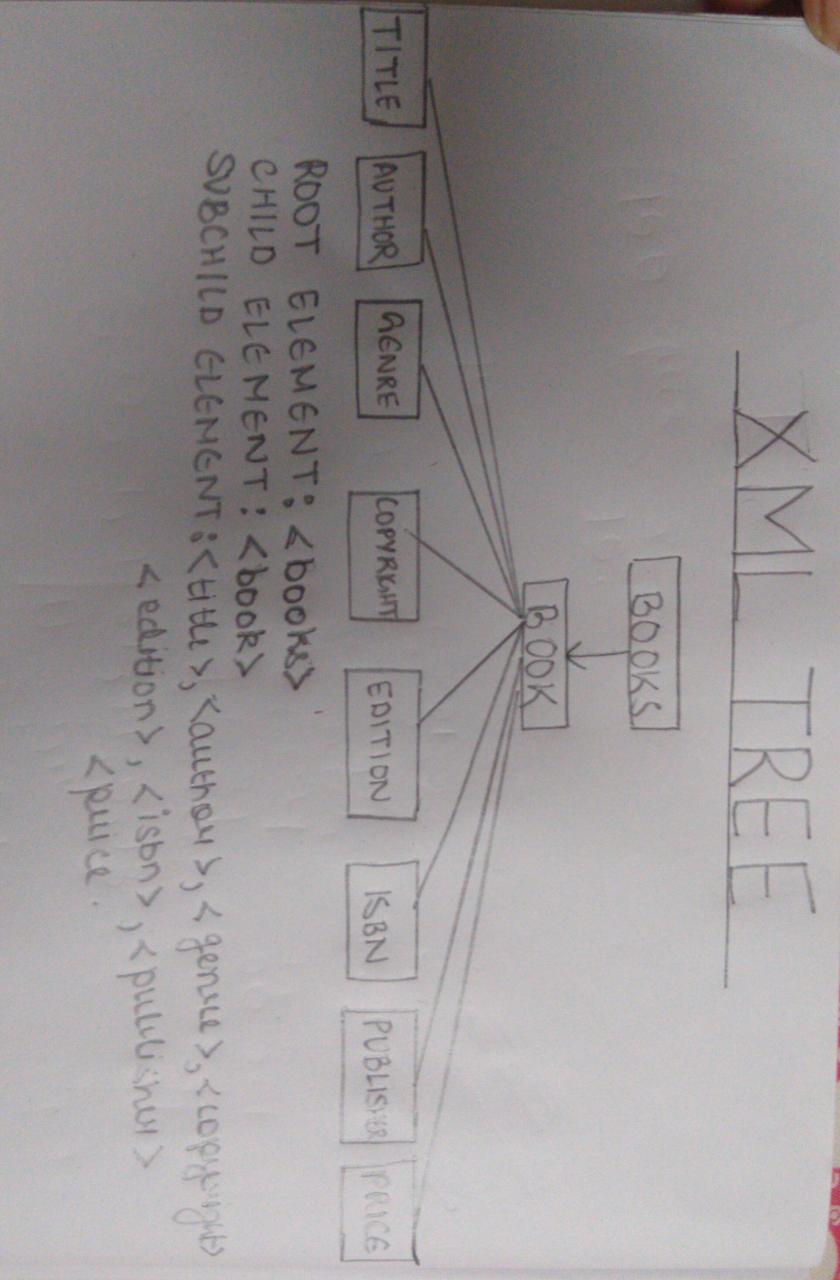 XML TREE
BOOKS
BOOK
TITLE AUTHOR GENRE COPYRIGHT EDITION ISBN PUBLISHER PRICE
ROOT ELEMENT: <books>
CHILD ELEMENT: <book>
SUBCHILD ELEMENT:<title>, <author>, <genre>, <copyright>
<edition>, <isbn>, <publisher>
<price.